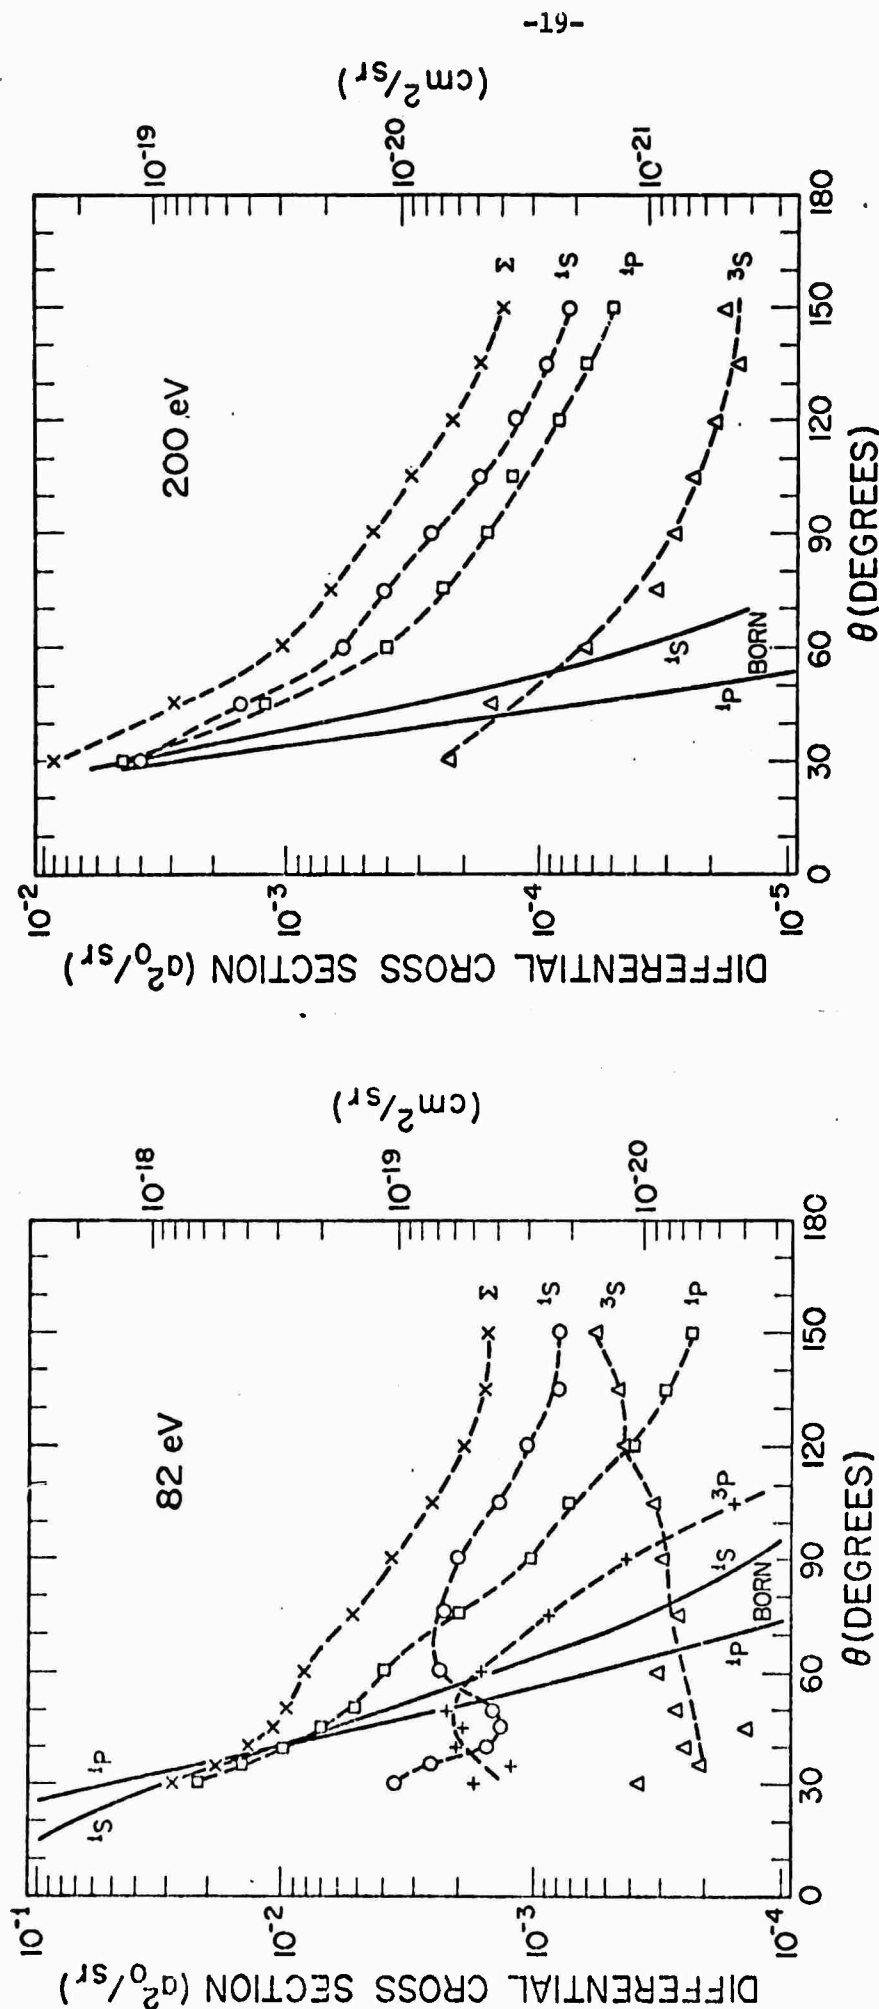 -19-
82 eV
DIFFERENTIAL CROSS SECTION (a₀²/sr)
10⁻¹
10⁻²
10⁻³
10⁻⁴
(cm²/sr)
10⁻¹⁸
10⁻¹⁹
10⁻²⁰
¹P
¹S
Σ
¹S
³S
¹P
³P
¹S
¹P
BORN
0 30 60 90 120 150 180
θ (DEGREES)
200 eV
DIFFERENTIAL CROSS SECTION (a₀²/sr)
10⁻²
10⁻³
10⁻⁴
10⁻⁵
(cm²/sr)
10⁻¹⁹
10⁻²⁰
10⁻²¹
Σ
¹S
¹P
³S
¹S
¹P
BORN
0 30 60 90 120 150 180
θ (DEGREES)